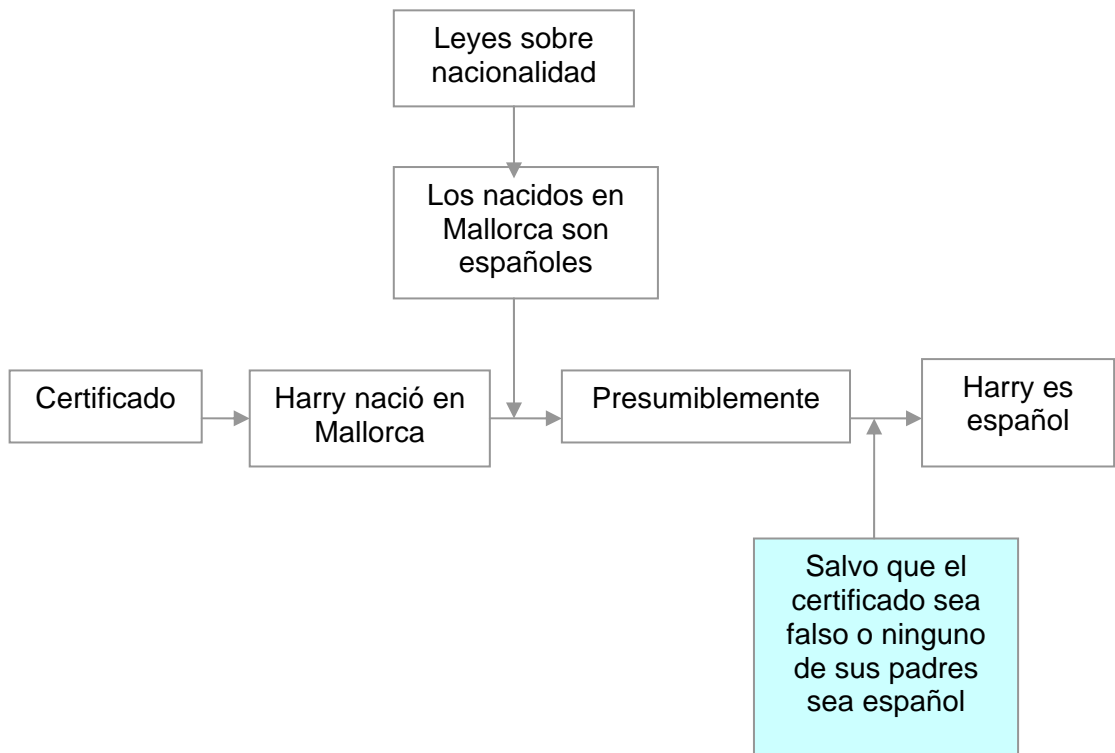 Leyes sobre
nacionalidad
Los nacidos en
Mallorca son
españoles
Certificado
Harry nació en
Mallorca
Presumiblemente
Harry es
español
Salvo que el
certificado sea
falso o ninguno
de sus padres
sea español